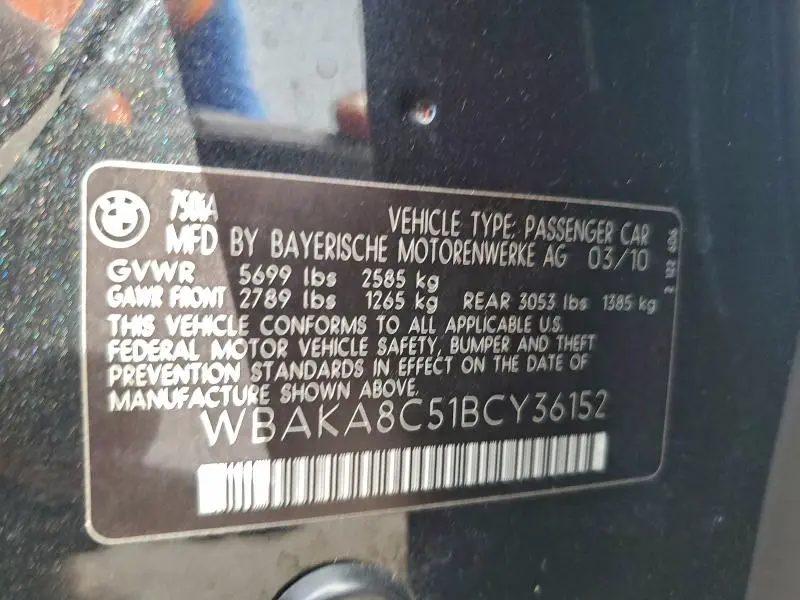 750iA
VEHICLE TYPE: PASSENGER CAR
MFD BY BAYERISCHE MOTORENWERKE AG 03/10
GVWR 5699 lbs 2585 kg
GAWR FRONT 2789 lbs 1265 kg REAR 3053 lbs 1385 kg
THIS VEHICLE CONFORMS TO ALL APPLICABLE U.S.
FEDERAL MOTOR VEHICLE SAFETY, BUMPER AND THEFT
PREVENTION STANDARDS IN EFFECT ON THE DATE OF
MANUFACTURE SHOWN ABOVE.
WBAKA8C51BCY36152